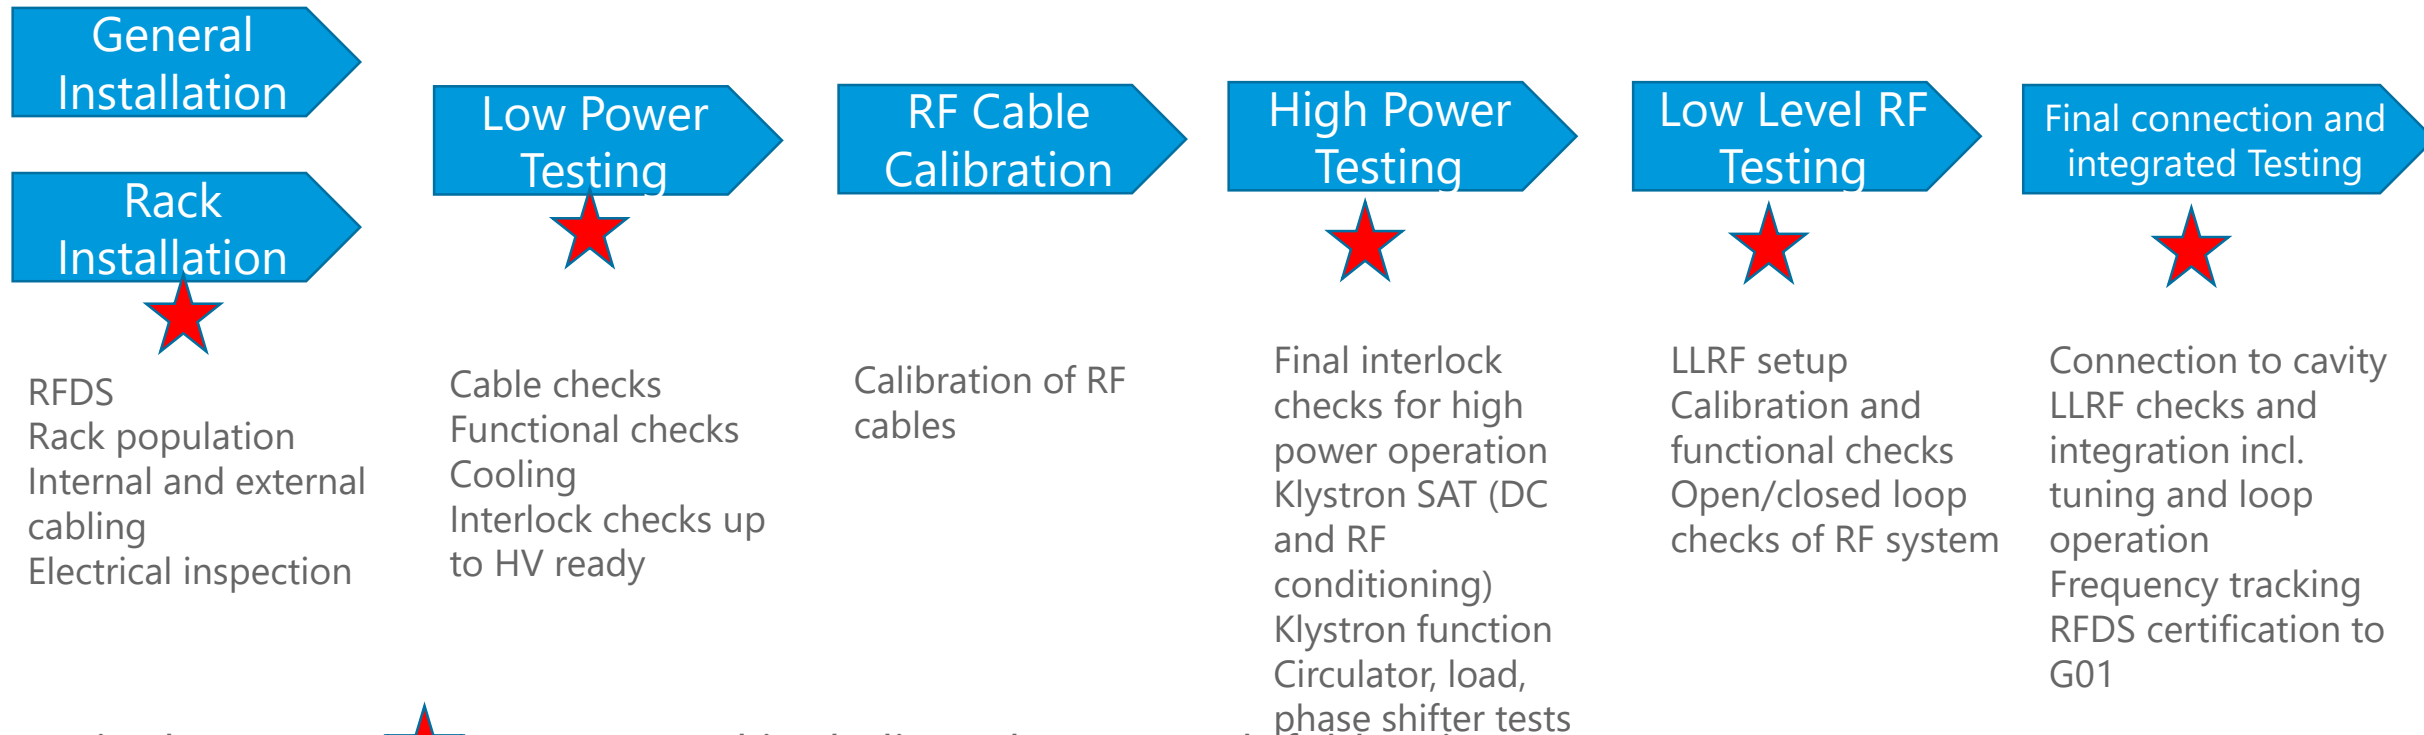 General
Installation
Rack
Installation
RFDS
Rack population
Internal and external
cabling
Electrical inspection
Low Power
Testing
Cable checks
Functional checks
Cooling
Interlock checks up
to HV ready
RF Cable
Calibration
Calibration of RF
cables
High Power
Testing
Final interlock
checks for high
power operation
Klystron SAT (DC
and RF
conditioning)
Klystron function
Circulator, load,
phase shifter tests
Low Level RF
Testing
LLRF setup
Calibration and
functional checks
Open/closed loop
checks of RF system
Final connection and
integrated Testing
Connection to cavity
LLRF checks and
integration incl.
tuning and loop
operation
Frequency tracking
RFDS certification to
G01